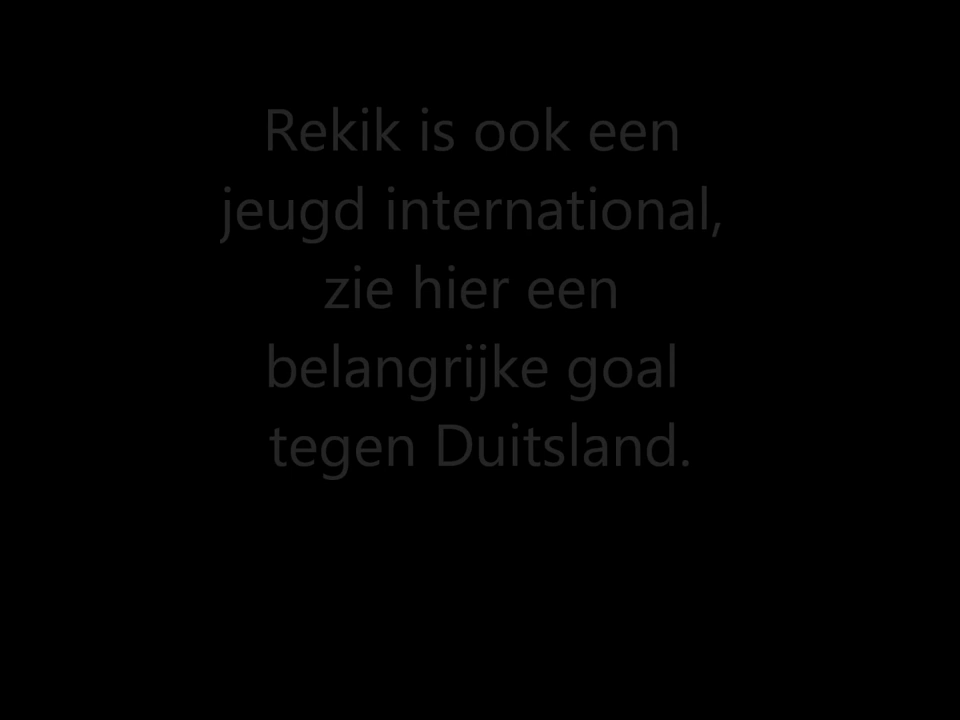 Rekik is ook een
jeugd international,
zie hier een
belangrijke goal
tegen Duitsland.